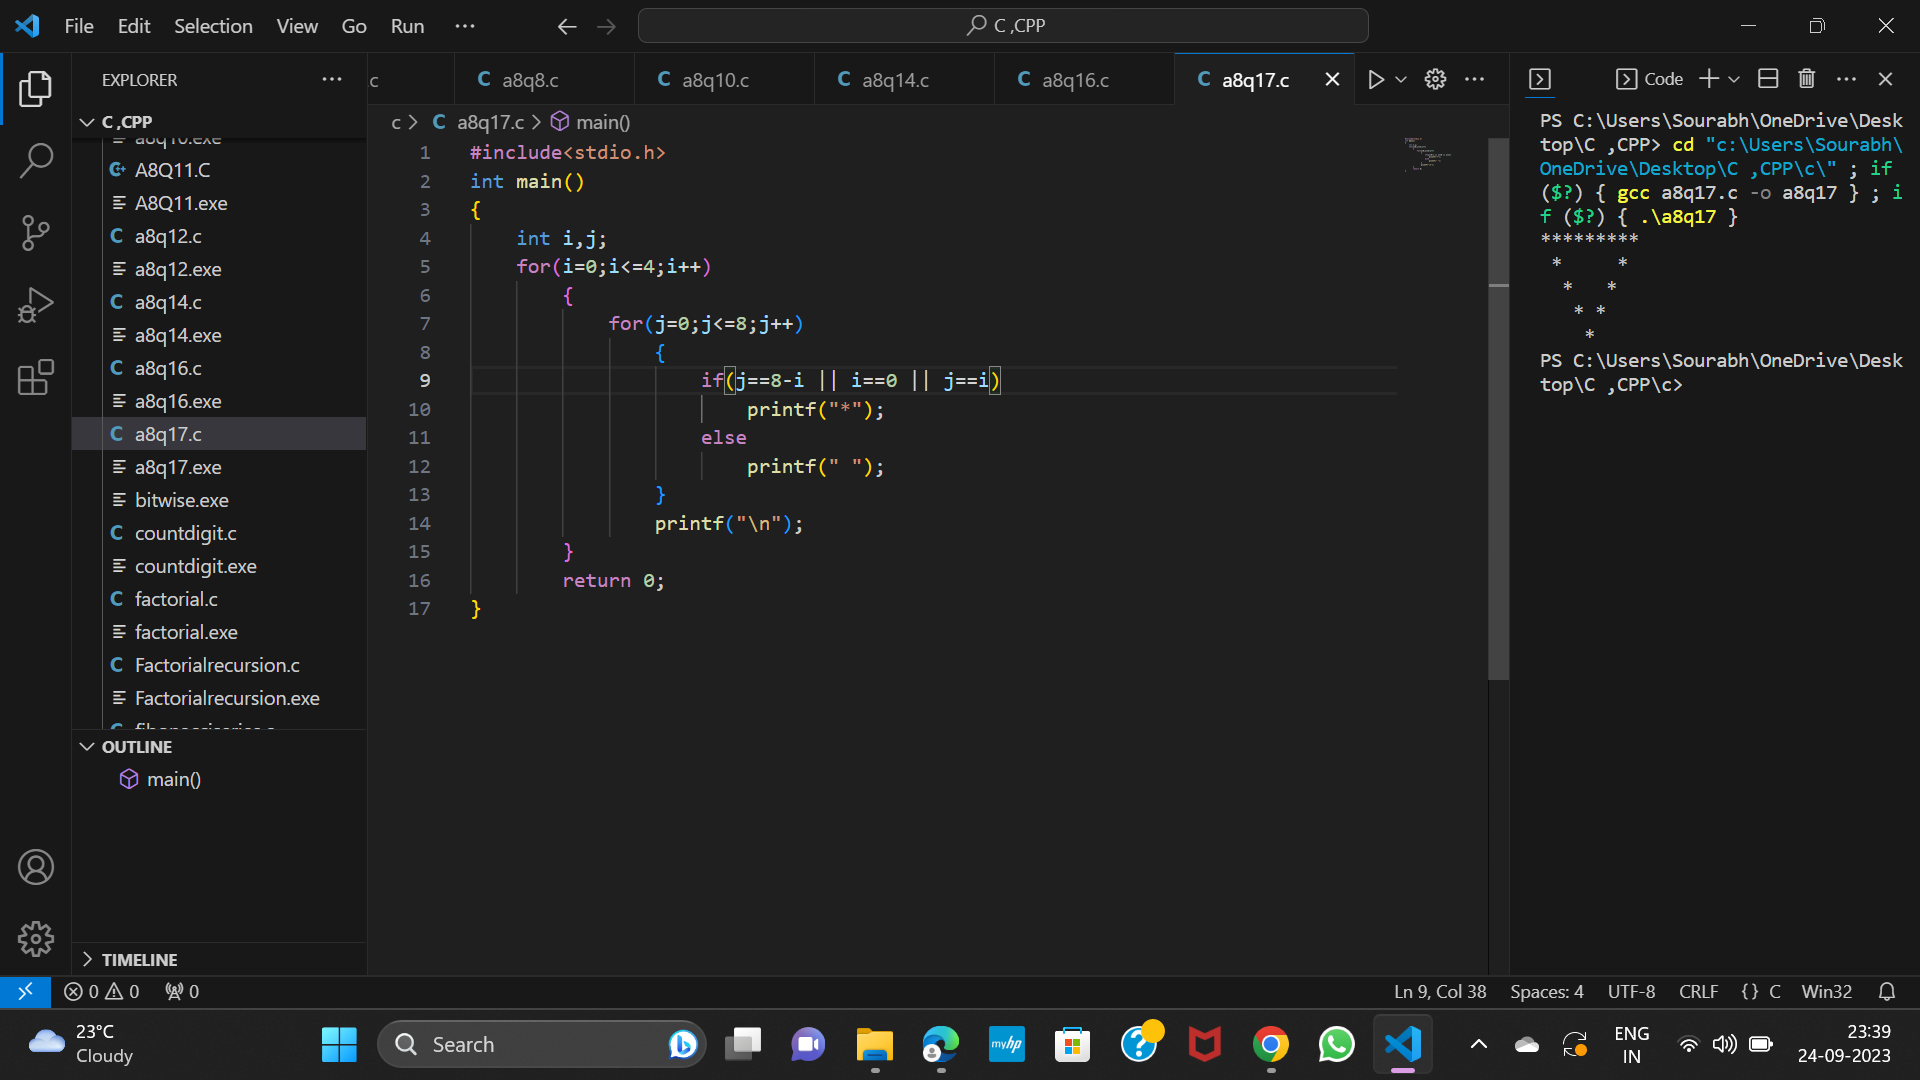 File Edit Selection View Go Run ··· C ,CPP
EXPLORER ···
C ,CPP
A8Q11.C
A8Q11.exe
a8q12.c
a8q12.exe
a8q14.c
a8q14.exe
a8q16.c
a8q16.exe
a8q17.c
a8q17.exe
bitwise.exe
countdigit.c
countdigit.exe
factorial.c
factorial.exe
Factorialrecursion.c
Factorialrecursion.exe
OUTLINE
main()
TIMELINE
.c C a8q8.c C a8q10.c C a8q14.c C a8q16.c C a8q17.c
c > C a8q17.c > main()
1 #include<stdio.h>
2 int main()
3 {
4 int i,j;
5 for(i=0;i<=4;i++)
6 {
7 for(j=0;j<=8;j++)
8 {
9 if(j==8-i || i==0 || j==i)
10 printf("*");
11 else
12 printf(" ");
13 }
14 printf("\n");
15 }
16 return 0;
17 }
Code
PS C:\Users\Sourabh\OneDrive\Desk
top\C ,CPP> cd "c:\Users\Sourabh\
OneDrive\Desktop\C ,CPP\c\" ; if
($?) { gcc a8q17.c -o a8q17 } ; i
f ($?) { .\a8q17 }
*********
 *     *
  *   *
   * *
    *
PS C:\Users\Sourabh\OneDrive\Desk
top\C ,CPP\c>
0 0 0 Ln 9, Col 38 Spaces: 4 UTF-8 CRLF {} C Win32
23°C
Cloudy
Search
myhp
ENG
IN
23:39
24-09-2023